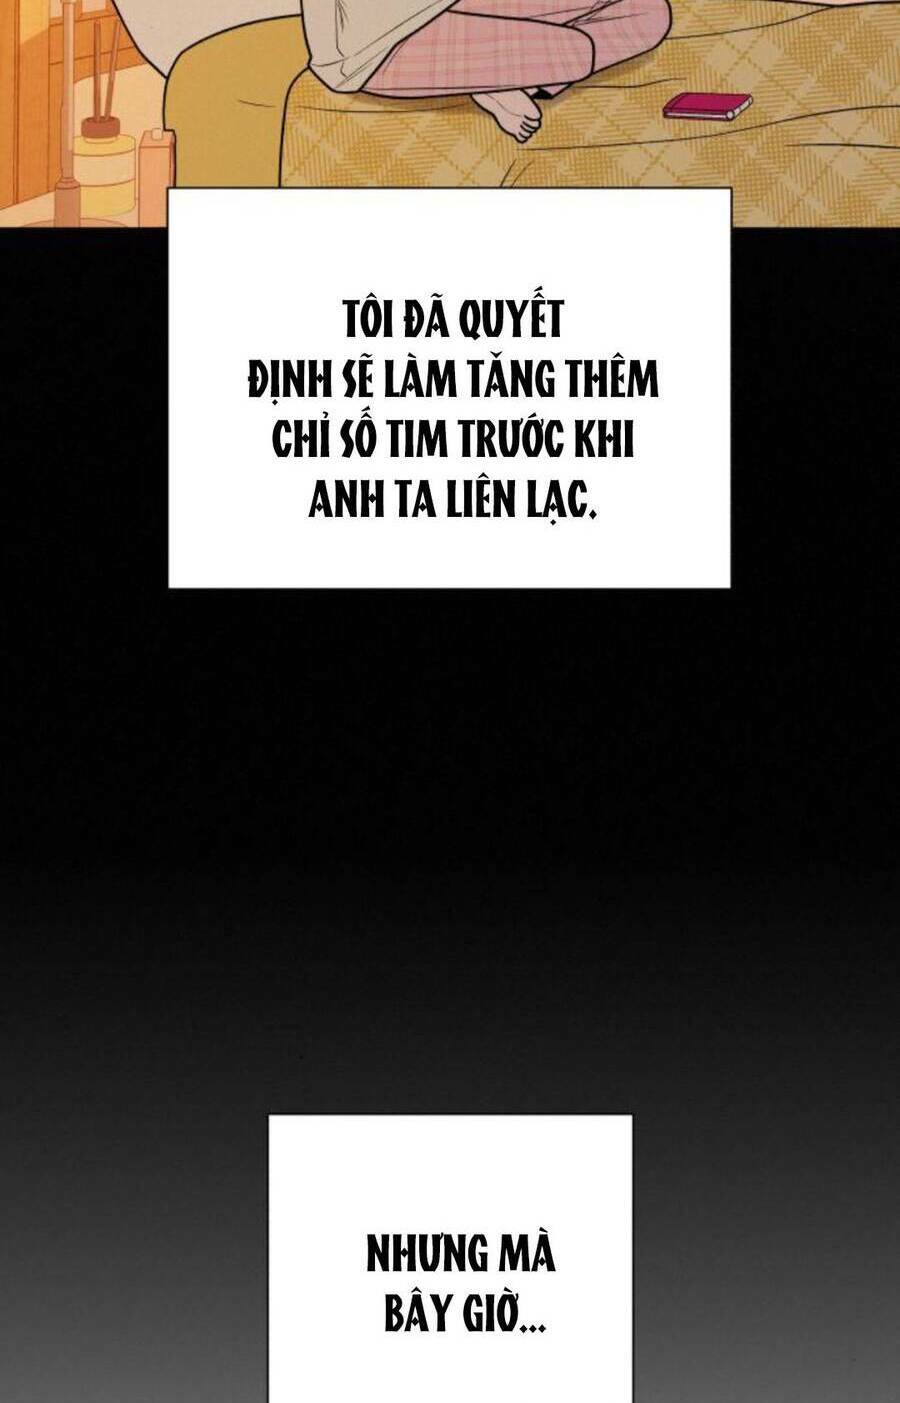 TÔI ĐÃ QUYẾT
ĐỊNH SẼ LÀM TĂNG THÊM
CHỈ SỐ TIM TRƯỚC KHI
ANH TA LIÊN LẠC.
NHƯNG MÀ
BÂY GIỜ...